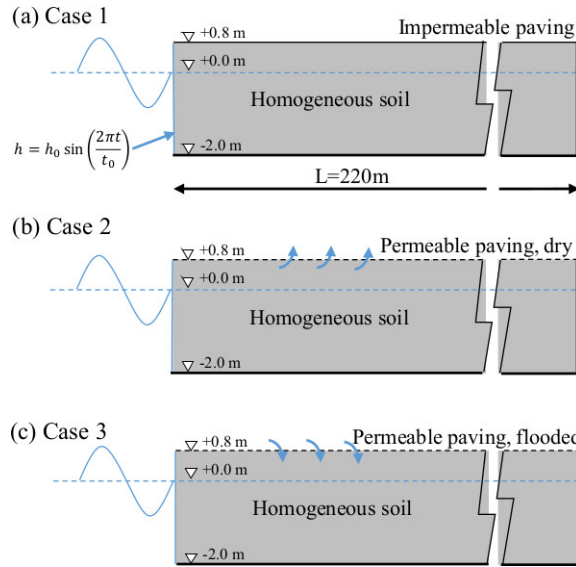 (a) Case 1
+0.8 m
Impermeable paving
+0.0 m
Homogeneous soil
h = h₀ sin(2πt/t₀)
-2.0 m
L=220m
(b) Case 2
+0.8 m
Permeable paving, dry
+0.0 m
Homogeneous soil
-2.0 m
(c) Case 3
+0.8 m
Permeable paving, flooded
+0.0 m
Homogeneous soil
-2.0 m